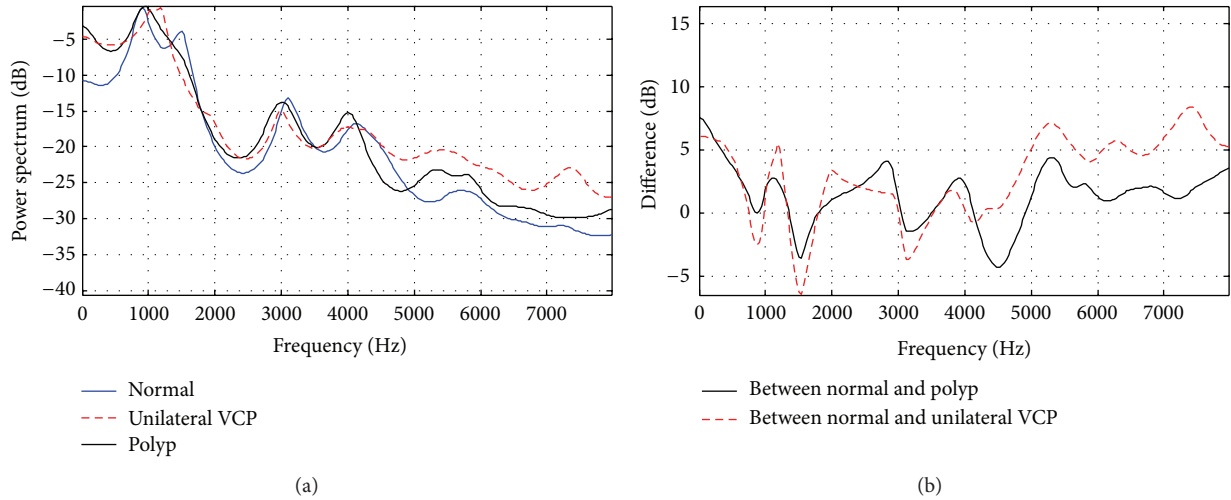 Power spectrum (dB)
−5
−10
−15
−20
−25
−30
−35
−40
0 1000 2000 3000 4000 5000 6000 7000
Frequency (Hz)
Normal
Unilateral VCP
Polyp
(a)
Difference (dB)
15
10
5
0
−5
0 1000 2000 3000 4000 5000 6000 7000
Frequency (Hz)
Between normal and polyp
Between normal and unilateral VCP
(b)